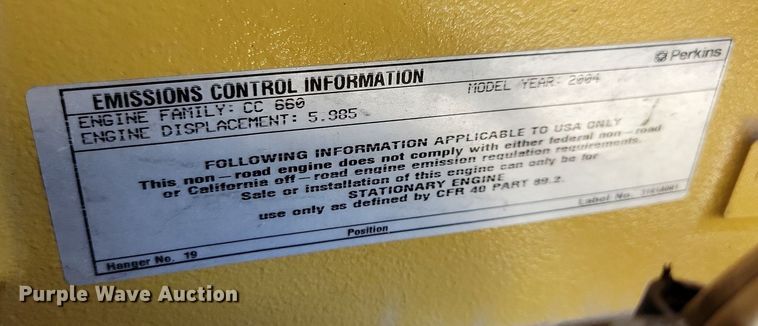 Perkins
EMISSIONS CONTROL INFORMATION MODEL YEAR: 2004
ENGINE FAMILY: CC 660
ENGINE DISPLACEMENT: 5.985
FOLLOWING INFORMATION APPLICABLE TO USA ONLY
This non-road engine does not comply with either federal non-road
or California off-road engine emission regulation requirements.
Sale or installation of this engine can only be for
STATIONARY ENGINE
use only as defined by CFR 40 PART 89.2.
Hanger No. 19 Position Label No.
Purple Wave Auction